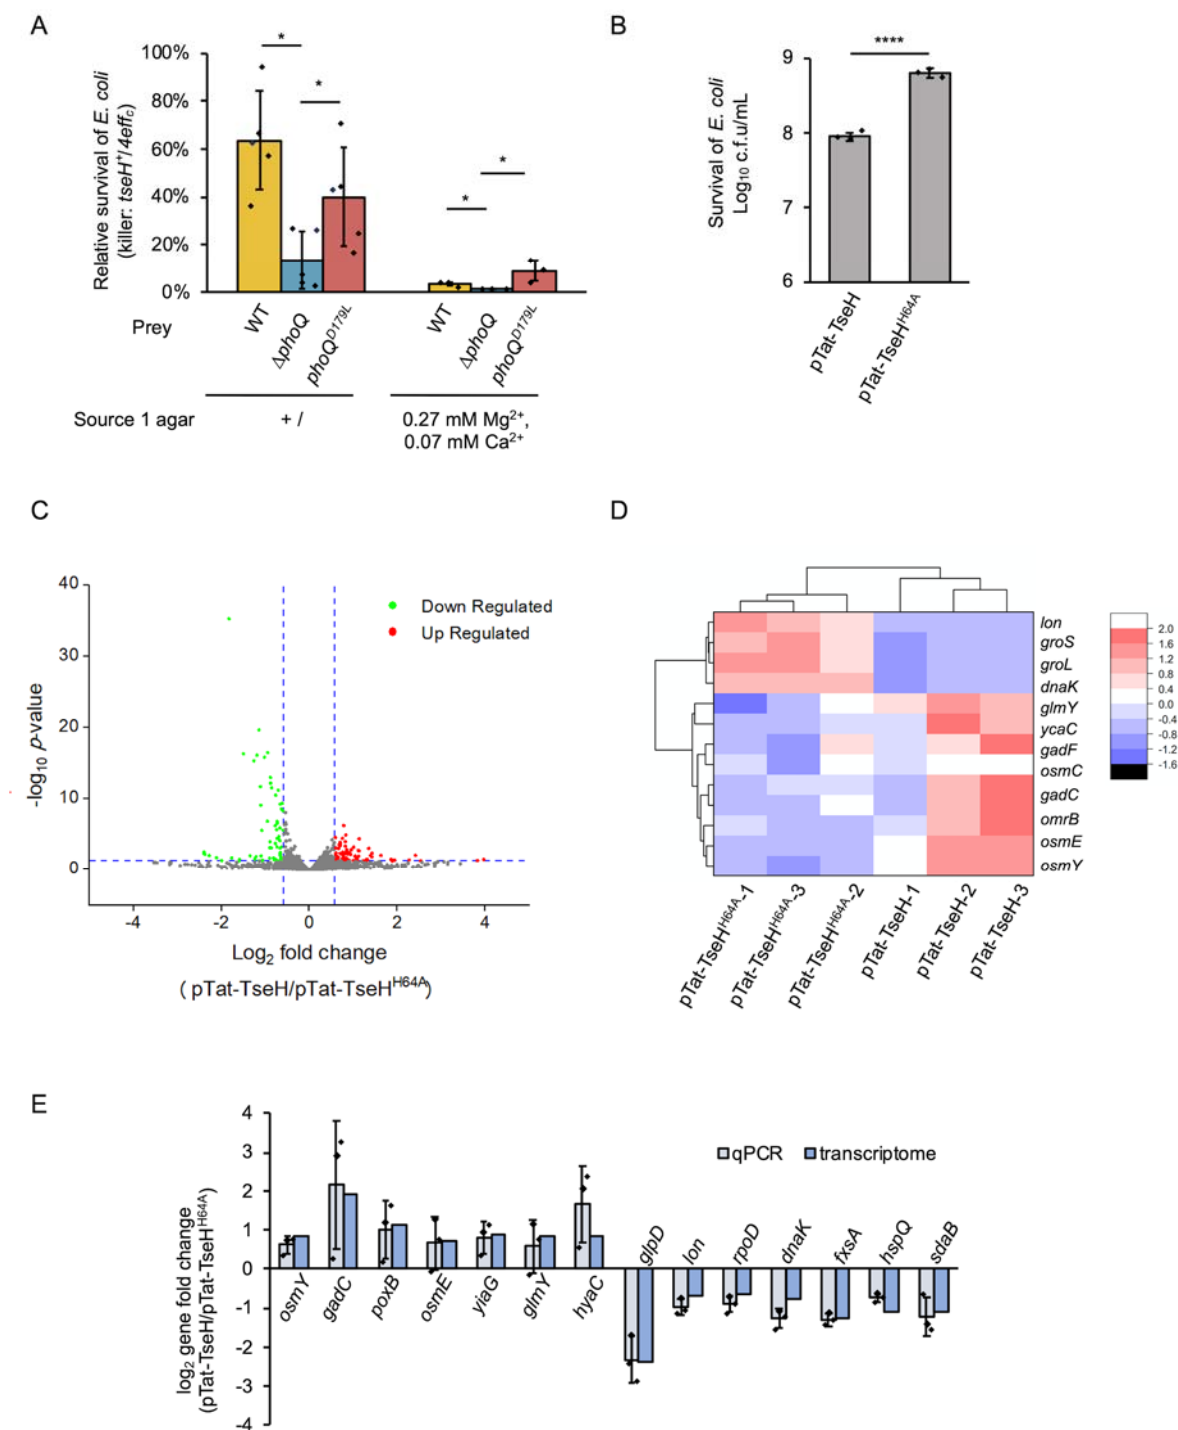 A
100%
80%
60%
40%
20%
0%
Relative survival of E. coli
(killer: tseH⁺/4effc)
*
*
*
*
Prey
WT
ΔphoQ
phoQᴰ¹⁷⁹ᴸ
WT
ΔphoQ
phoQᴰ¹⁷⁹ᴸ
Source 1 agar
+ /
0.27 mM Mg²⁺,
0.07 mM Ca²⁺
B
9
8
7
6
Survival of E. coli
Log₁₀ c.f.u/mL
****
pTat-TseH
pTat-TseHᴴ⁶⁴ᴬ
C
40
30
20
10
0
-log₁₀ p-value
Down Regulated
Up Regulated
-4
-2
0
2
4
Log₂ fold change
( pTat-TseH/pTat-TseHᴴ⁶⁴ᴬ)
D
lon
groS
groL
dnaK
glmY
ycaC
gadF
osmC
gadC
omrB
osmE
osmY
2.0
1.6
1.2
0.8
0.4
0.0
-0.4
-0.8
-1.2
-1.6
pTat-TseHᴴ⁶⁴ᴬ-1
pTat-TseHᴴ⁶⁴ᴬ-3
pTat-TseHᴴ⁶⁴ᴬ-2
pTat-TseH-1
pTat-TseH-2
pTat-TseH-3
E
4
3
2
1
0
-1
-2
-3
-4
log₂ gene fold change
(pTat-TseH/pTat-TseHᴴ⁶⁴ᴬ)
qPCR
transcriptome
osmY
gadC
poxB
osmE
yiaG
glmY
hyaC
glpD
lon
rpoD
dnaK
fxsA
hspQ
sdaB